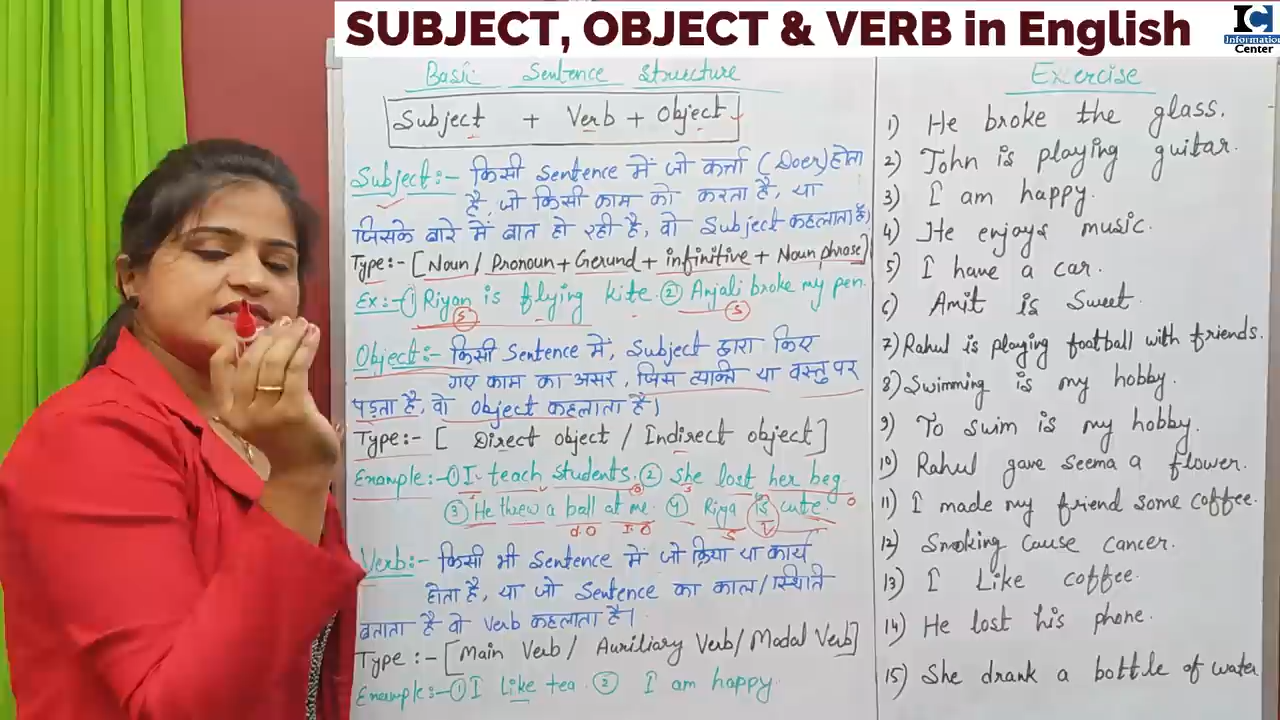 SUBJECT, OBJECT & VERB in English
IC
Information
Center
Basic Sentence Structure
Subject + Verb + Object
Subject :- किसी Sentence में जो कर्त्ता (Doer) होता
है, जो किसी काम को करता है, या
जिसके बारे में बात हो रही है, वो Subject कहलाता है।
Type:- [Noun / Pronoun + Gerund + infinitive + Noun phrase]
Ex:- ① Riyan is flying kite. ② Anjali broke my pen.
S S
Object:- किसी Sentence में, Subject द्वारा किए
गए काम का असर, जिस व्यक्ति या वस्तु पर
पड़ता है, वो Object कहलाता है।
Type:- [ Direct object / Indirect object]
Example:- ① I teach students. ② She lost her beg.
S V O S O
③ He threw a ball at me. ④ Riya is cute.
d.O I.O S V
Verb:- किसी भी Sentence में जो क्रिया या कार्य
होता है, या जो Sentence का काल/स्थिति
बताता है वो Verb कहलाता है।
Type:- [Main Verb / Auxiliary Verb / Modal Verb]
Example:- ① I Like tea ② I am happy.
Exercise
1) He broke the glass.
2) John is playing guitar.
3) I am happy.
4) He enjoys music.
5) I have a car.
6) Amit is Sweet.
7) Rahul is playing football with friends.
8) Swimming is my hobby.
9) To Swim is my hobby.
10) Rahul gave Seema a flower.
11) I made my friend some coffee.
12) Smoking cause cancer.
13) I Like coffee.
14) He lost his phone.
15) She drank a bottle of water